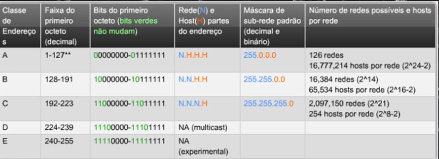 Classe de Endereços
Faixa do primeiro octeto (decimal)
Bits do primeiro octeto (bits verdes não mudam)
Rede(N) e Host(H) partes do endereço
Máscara de sub-rede padrão (decimal e binário)
Número de redes possíveis e hosts por rede
A
1-127**
00000000-01111111
N.H.H.H
255.0.0.0
126 redes
16,777,214 hosts por rede (2^24-2)
B
128-191
10000000-10111111
N.N.H.H
255.255.0.0
16,384 redes (2^14)
65,534 hosts por rede (2^16-2)
C
192-223
11000000-11011111
N.N.N.H
255.255.255.0
2,097,150 redes (2^21)
254 hosts por rede (2^8-2)
D
224-239
11100000-11101111
NA (multicast)
E
240-255
11110000-11111111
NA (experimental)